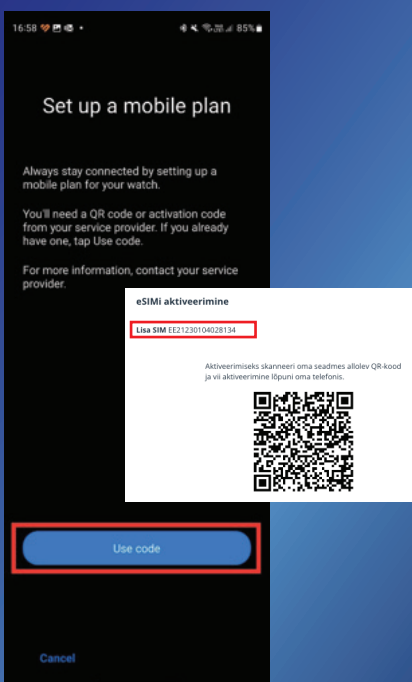 16:58
85%
Set up a mobile plan
Always stay connected by setting up a
mobile plan for your watch.
You'll need a QR code or activation code
from your service provider. If you already
have one, tap Use code.
For more information, contact your service
provider.
eSIMi aktiveerimine
Lisa SIM EE21230104028134
Aktiveerimiseks skanneeri oma seadmes allolev QR-kood
ja vii aktiveerimine lõpuni oma telefonis.
Use code
Cancel